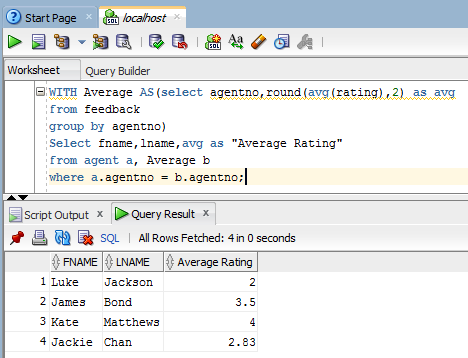 Start Page x localhost x
SQL Aa
Worksheet Query Builder
WITH Average AS(select agentno,round(avg(rating),2) as avg
from feedback
group by agentno)
Select fname,lname,avg as "Average Rating"
from agent a, Average b
where a.agentno = b.agentno;
Script Output x Query Result x
SQL | All Rows Fetched: 4 in 0 seconds
FNAME LNAME Average Rating
1 Luke Jackson 2
2 James Bond 3.5
3 Kate Matthews 4
4 Jackie Chan 2.83